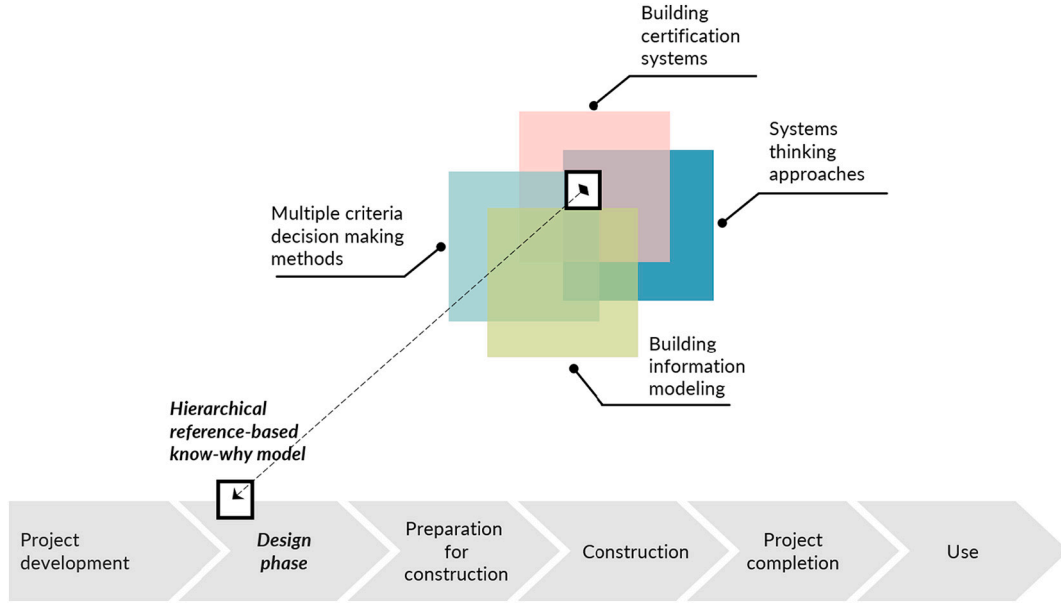 Building
certification
systems
Systems
thinking
approaches
Multiple criteria
decision making
methods
Building
information
modeling
Hierarchical
reference-based
know-why model
Project
development
Design
phase
Preparation
for
construction
Construction
Project
completion
Use